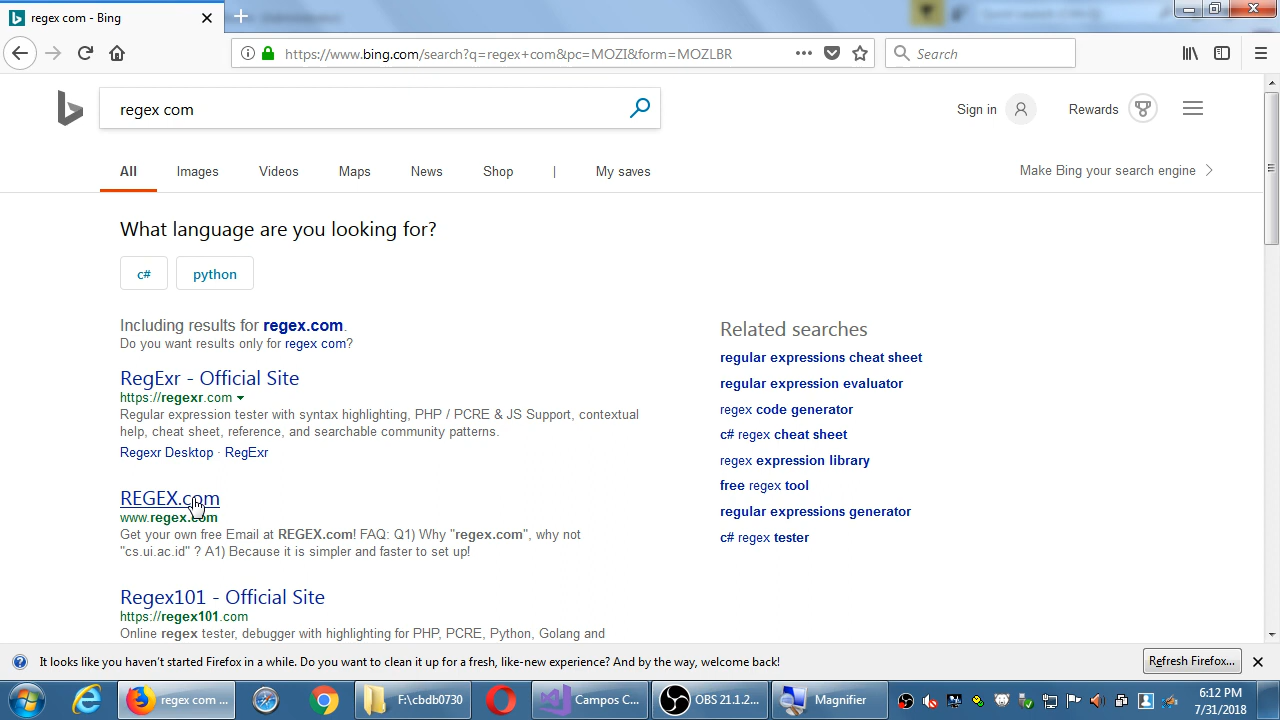 regex com - Bing
https://www.bing.com/search?q=regex+com&pc=MOZI&form=MOZLBR
Search
regex com
Sign in
Rewards
All
Images
Videos
Maps
News
Shop
|
My saves
Make Bing your search engine
What language are you looking for?
c#
python
Including results for regex.com.
Do you want results only for regex com?
RegExr - Official Site
https://regexr.com
Regular expression tester with syntax highlighting, PHP / PCRE & JS Support, contextual
help, cheat sheet, reference, and searchable community patterns.
Regexr Desktop · RegExr
REGEX.com
www.regex.com
Get your own free Email at REGEX.com! FAQ: Q1) Why "regex.com", why not
"cs.ui.ac.id" ? A1) Because it is simpler and faster to set up!
Regex101 - Official Site
https://regex101.com
Online regex tester, debugger with highlighting for PHP, PCRE, Python, Golang and
Related searches
regular expressions cheat sheet
regular expression evaluator
regex code generator
c# regex cheat sheet
regex expression library
free regex tool
regular expressions generator
c# regex tester
It looks like you haven't started Firefox in a while. Do you want to clean it up for a fresh, like-new experience? And by the way, welcome back!
Refresh Firefox...
regex com ...
F:\cbdb0730
Campos C...
OBS 21.1.2...
Magnifier
6:12 PM
7/31/2018